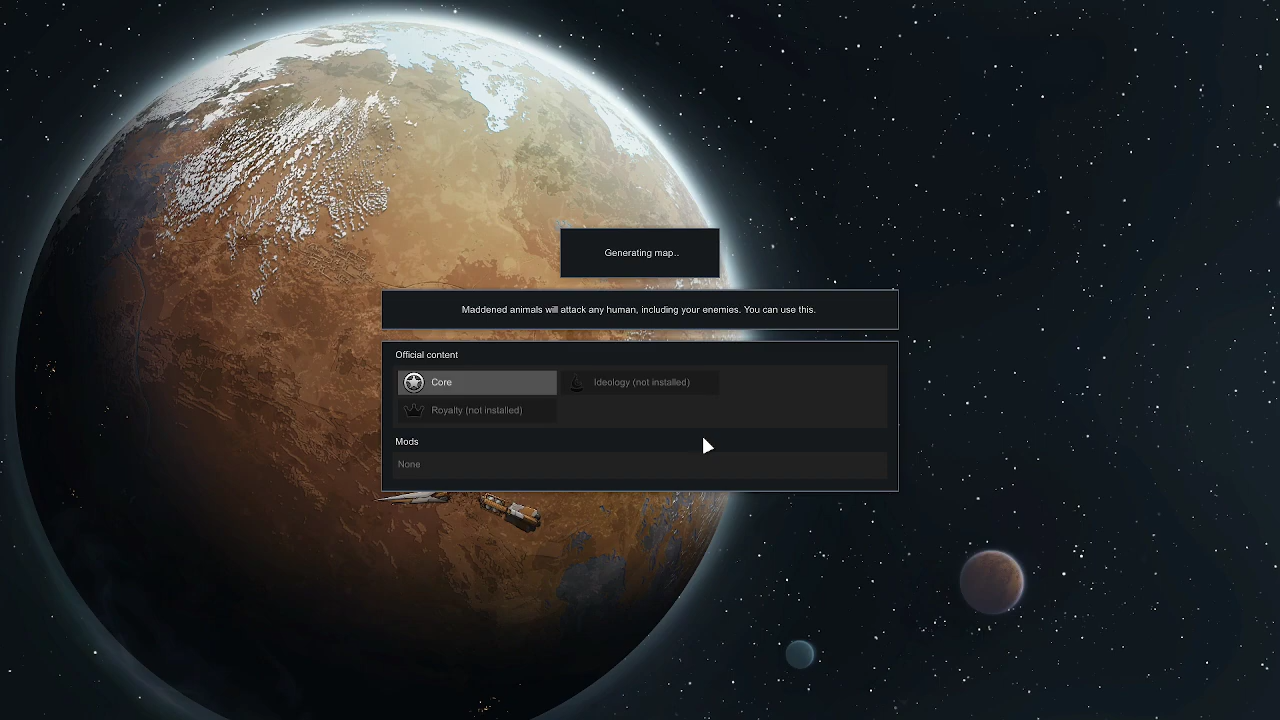 Generating map..
Maddened animals will attack any human, including your enemies. You can use this.
Official content
Core
Ideology (not installed)
Royalty (not installed)
Mods
None